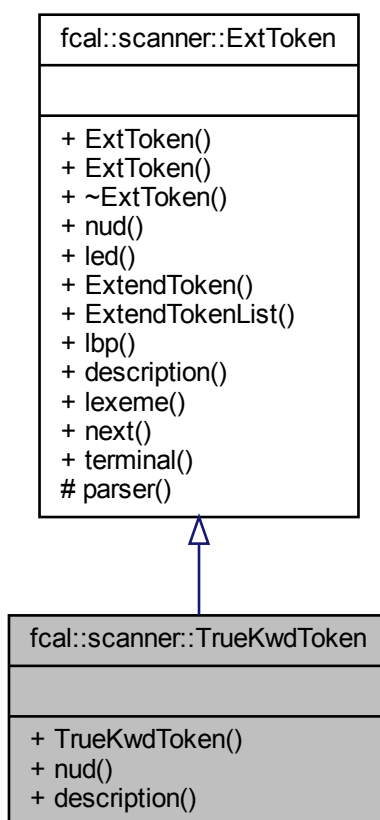 fcal::scanner::ExtToken
+ ExtToken()
+ ExtToken()
+ ~ExtToken()
+ nud()
+ led()
+ ExtendToken()
+ ExtendTokenList()
+ lbp()
+ description()
+ lexeme()
+ next()
+ terminal()
# parser()
fcal::scanner::TrueKwdToken
+ TrueKwdToken()
+ nud()
+ description()